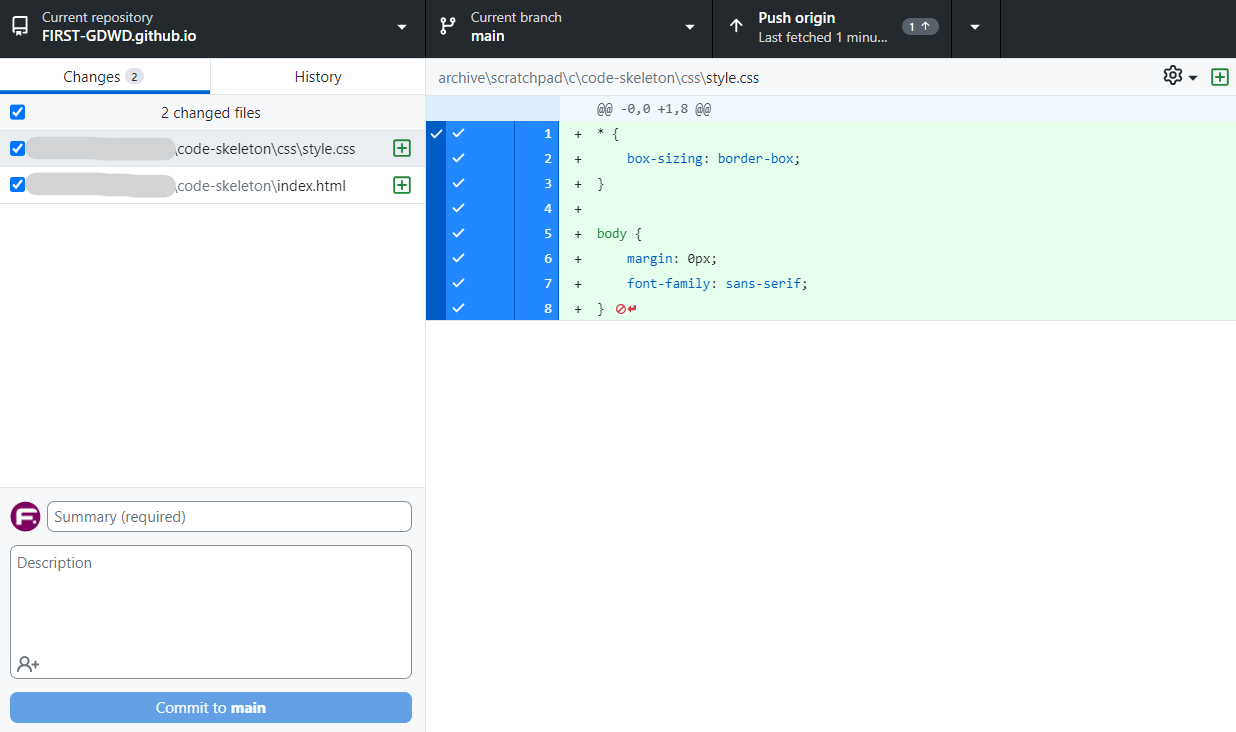 Current repository
FIRST-GDWD.github.io
Current branch
main
Push origin
Last fetched 1 minu...
1
Changes 2
History
2 changed files
\code-skeleton\css\style.css
\code-skeleton\index.html
archive\scratchpad\c\code-skeleton\css\style.css
@@ -0,0 +1,8 @@
1 + * {
2 +     box-sizing: border-box;
3 + }
4 +
5 + body {
6 +     margin: 0px;
7 +     font-family: sans-serif;
8 + }
F.
Summary (required)
Description
Commit to main